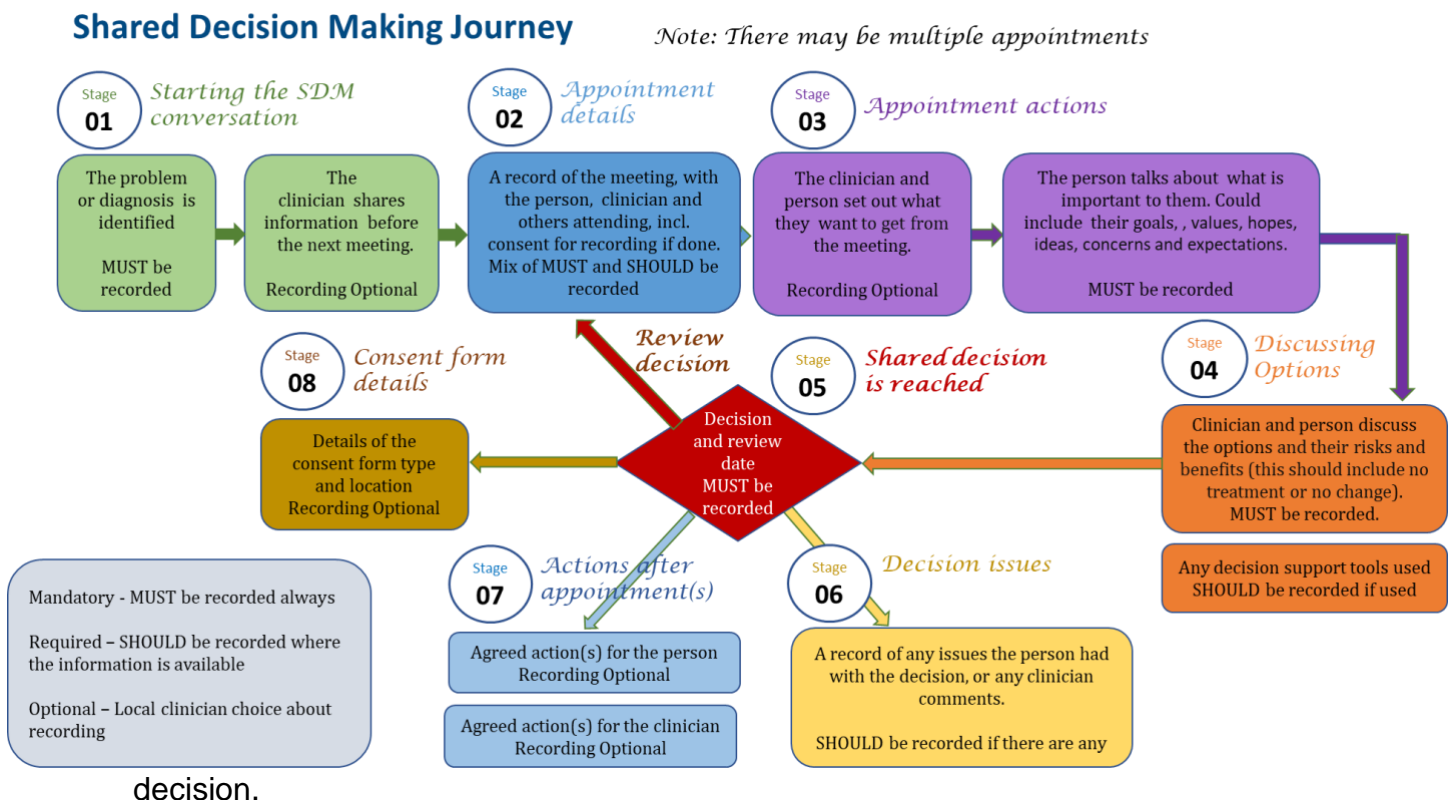 Shared Decision Making Journey
Note: There may be multiple appointments
Stage
01
Starting the SDM
conversation
The problem
or diagnosis is
identified
MUST be
recorded
The
clinician shares
information before
the next meeting.
Recording Optional
Stage
02
Appointment
details
A record of the meeting, with
the person, clinician and
others attending, incl.
consent for recording if done.
Mix of MUST and SHOULD be
recorded
Stage
03
Appointment actions
The clinician and
person set out what
they want to get from
the meeting.
Recording Optional
The person talks about what is
important to them. Could
include their goals, , values, hopes,
ideas, concerns and expectations.
MUST be recorded
Stage
04
Discussing
Options
Clinician and person discuss
the options and their risks and
benefits (this should include no
treatment or no change).
MUST be recorded.
Any decision support tools used
SHOULD be recorded if used
Stage
05
Shared decision
is reached
Decision
and review
date
MUST be
recorded
Review
decision
Stage
06
Decision issues
A record of any issues the person had
with the decision, or any clinician
comments.
SHOULD be recorded if there are any
Stage
07
Actions after
appointment(s)
Agreed action(s) for the person
Recording Optional
Agreed action(s) for the clinician
Recording Optional
Stage
08
Consent form
details
Details of the
consent form type
and location
Recording Optional
Mandatory - MUST be recorded always
Required – SHOULD be recorded where
the information is available
Optional – Local clinician choice about
recording
decision.